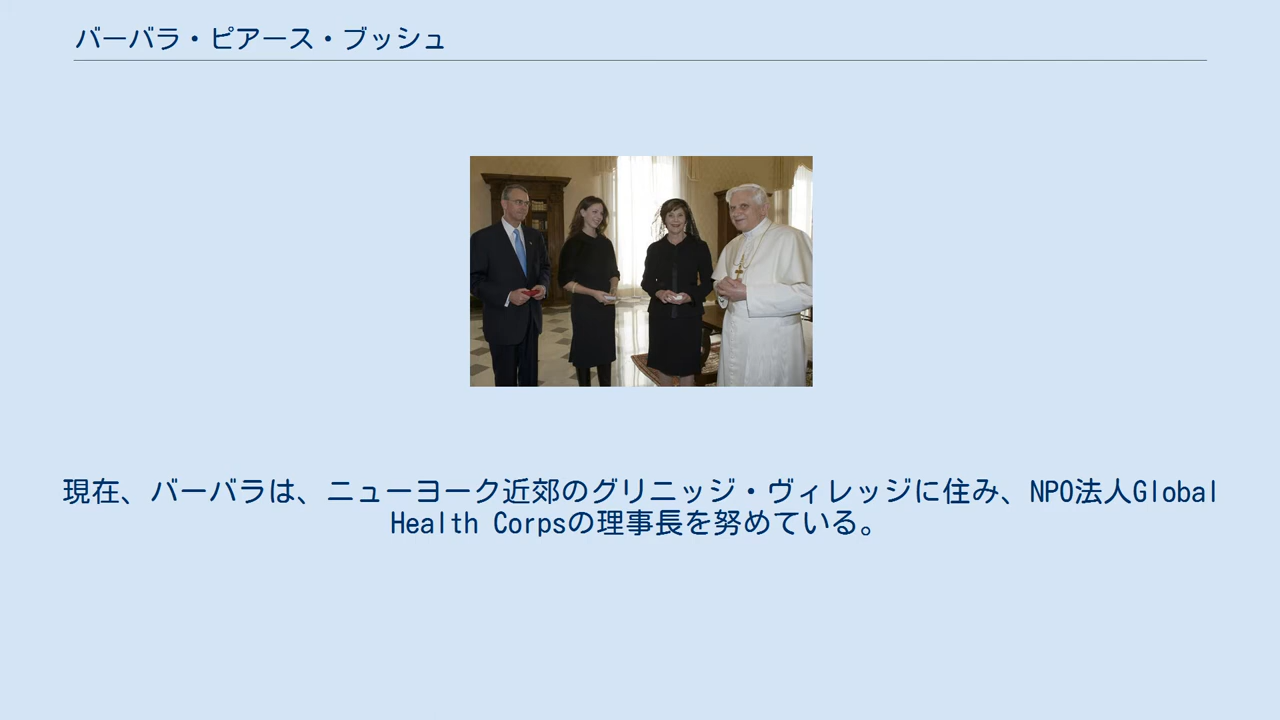 バーバラ・ピアース・ブッシュ
現在、バーバラは、ニューヨーク近郊のグリニッジ・ヴィレッジに住み、NPO法人Global
Health Corpsの理事長を努めている。